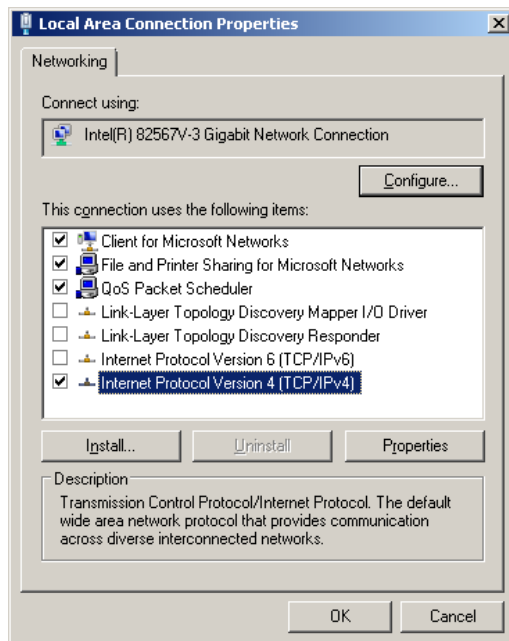 Local Area Connection Properties
Networking
Connect using:
Intel(R) 82567V-3 Gigabit Network Connection
Configure...
This connection uses the following items:
Client for Microsoft Networks
File and Printer Sharing for Microsoft Networks
QoS Packet Scheduler
Link-Layer Topology Discovery Mapper I/O Driver
Link-Layer Topology Discovery Responder
Internet Protocol Version 6 (TCP/IPv6)
Internet Protocol Version 4 (TCP/IPv4)
Install...
Uninstall
Properties
Description
Transmission Control Protocol/Internet Protocol. The default
wide area network protocol that provides communication
across diverse interconnected networks.
OK
Cancel